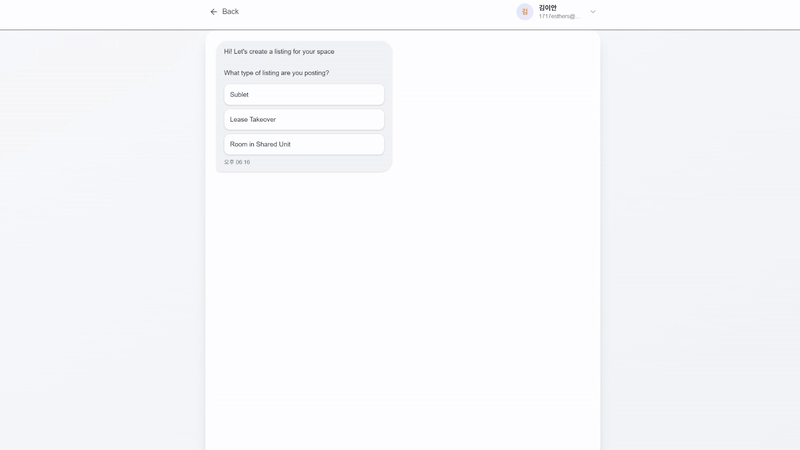 Back
김이안
1717esthers@...
김
Hi! Let's create a listing for your space
What type of listing are you posting?
Sublet
Lease Takeover
Room in Shared Unit
오후 06:16